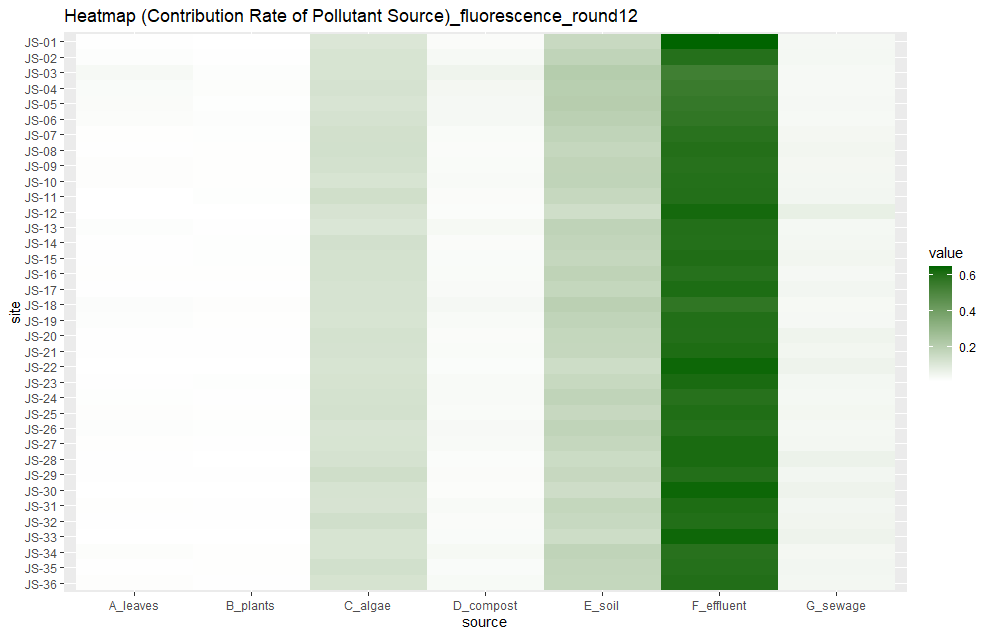 Heatmap (Contribution Rate of Pollutant Source)_fluorescence_round12
site
JS-01
JS-02
JS-03
JS-04
JS-05
JS-06
JS-07
JS-08
JS-09
JS-10
JS-11
JS-12
JS-13
JS-14
JS-15
JS-16
JS-17
JS-18
JS-19
JS-20
JS-21
JS-22
JS-23
JS-24
JS-25
JS-26
JS-27
JS-28
JS-29
JS-30
JS-31
JS-32
JS-33
JS-34
JS-35
JS-36
A_leaves B_plants C_algae D_compost E_soil F_effluent G_sewage
source
value
0.6
0.4
0.2